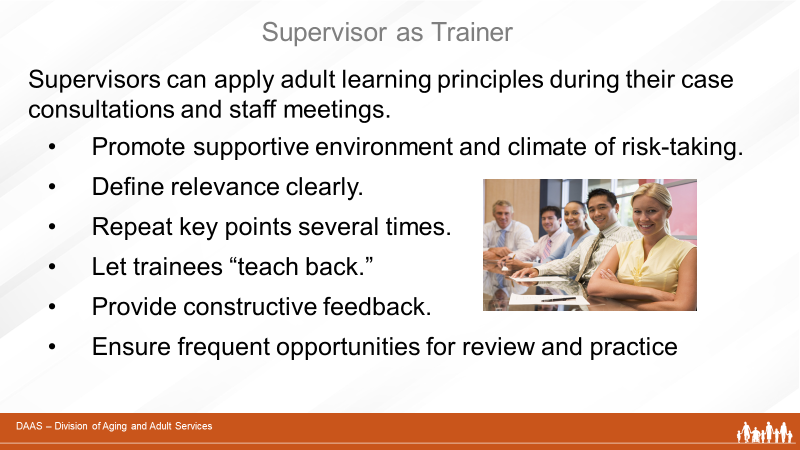 Supervisor as Trainer
Supervisors can apply adult learning principles during their case
consultations and staff meetings.
• Promote supportive environment and climate of risk-taking.
• Define relevance clearly.
• Repeat key points several times.
• Let trainees “teach back.”
• Provide constructive feedback.
• Ensure frequent opportunities for review and practice
DAAS – Division of Aging and Adult Services